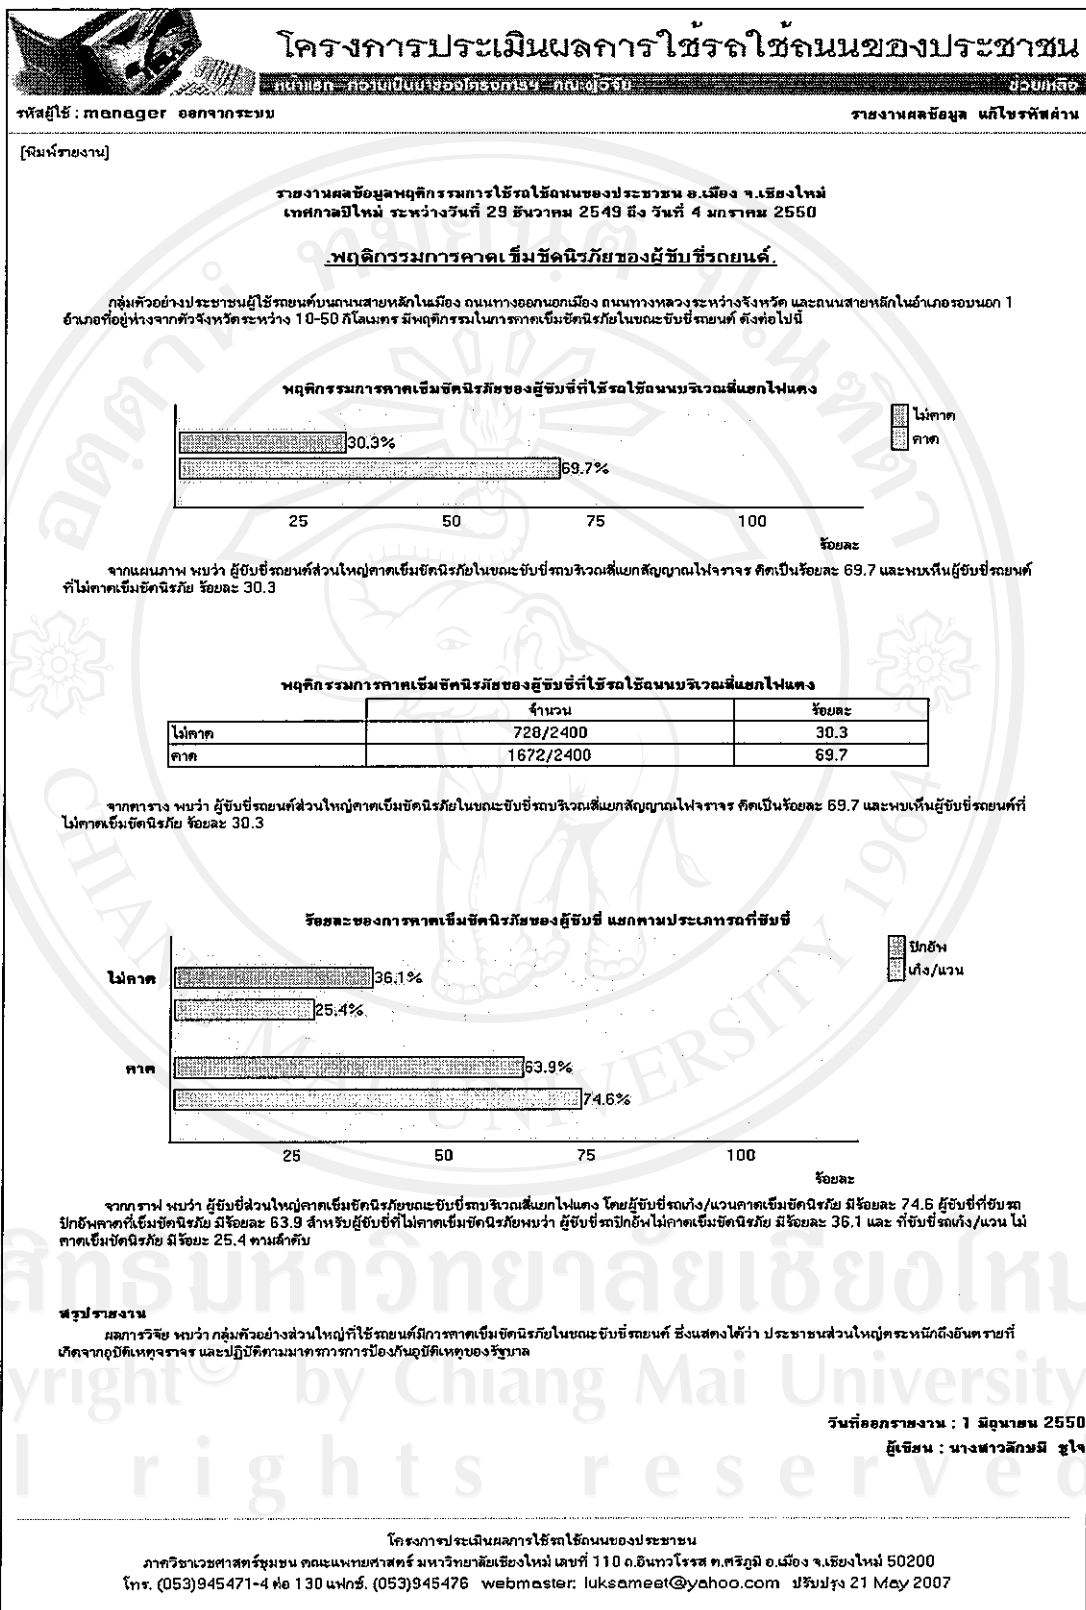 โครงการประเมินผลการใช้รถใช้ถนนของประชาชน
หน้าแรก ความเป็นมาของโครงการฯ คณะผู้วิจัย ช่วยเหลือ
รหัสผู้ใช้ : manager ออกจากระบบ รายงานผลข้อมูล แก้ไขรหัสผ่าน
[พิมพ์รายงาน]
รายงานผลข้อมูลพฤติกรรมการใช้รถใช้ถนนของประชาชน อ.เมือง จ.เชียงใหม่
เทศกาลปีใหม่ ระหว่างวันที่ 29 ธันวาคม 2549 ถึง วันที่ 4 มกราคม 2550
.พฤติกรรมการคาดเข็มขัดนิรภัยของผู้ขับขี่รถยนต์.
กลุ่มตัวอย่างประชาชนผู้ใช้รถยนต์บนถนนสายหลักในเมือง ถนนทางออกนอกเมือง ถนนทางหลวงระหว่างจังหวัด และถนนสายหลักในอำเภอรอบนอก 1
อำเภอที่อยู่ห่างจากตัวจังหวัดระหว่าง 10-50 กิโลเมตร มีพฤติกรรมในการคาดเข็มขัดนิรภัยในขณะขับขี่รถยนต์ ดังต่อไปนี้
พฤติกรรมการคาดเข็มขัดนิรภัยของผู้ขับขี่ที่ใช้รถใช้ถนนบริเวณสี่แยกไฟแดง
ไม่คาด
คาด
30.3%
69.7%
25 50 75 100
ร้อยละ
จากแผนภาพ พบว่า ผู้ขับขี่รถยนต์ส่วนใหญ่คาดเข็มขัดนิรภัยในขณะขับขี่รถบริเวณสี่แยกสัญญาณไฟจราจร คิดเป็นร้อยละ 69.7 และพบเห็นผู้ขับขี่รถยนต์
ที่ไม่คาดเข็มขัดนิรภัย ร้อยละ 30.3
พฤติกรรมการคาดเข็มขัดนิรภัยของผู้ขับขี่ที่ใช้รถใช้ถนนบริเวณสี่แยกไฟแดง
จำนวน ร้อยละ
ไม่คาด 728/2400 30.3
คาด 1672/2400 69.7
จากตาราง พบว่า ผู้ขับขี่รถยนต์ส่วนใหญ่คาดเข็มขัดนิรภัยในขณะขับขี่รถบริเวณสี่แยกสัญญาณไฟจราจร คิดเป็นร้อยละ 69.7 และพบเห็นผู้ขับขี่รถยนต์ที่
ไม่คาดเข็มขัดนิรภัย ร้อยละ 30.3
ร้อยละของการคาดเข็มขัดนิรภัยของผู้ขับขี่ แยกตามประเภทรถที่ขับขี่
ปิกอัพ
เก๋ง/แวน
ไม่คาด 36.1%
25.4%
คาด 63.9%
74.6%
25 50 75 100
ร้อยละ
จากกราฟ พบว่า ผู้ขับขี่ส่วนใหญ่คาดเข็มขัดนิรภัยขณะขับขี่รถบริเวณสี่แยกไฟแดง โดยผู้ขับขี่รถเก๋ง/แวนคาดเข็มขัดนิรภัย มีร้อยละ 74.6 ผู้ขับขี่ที่ขับรถ
ปิกอัพคาดที่เข็มขัดนิรภัย มีร้อยละ 63.9 สำหรับผู้ขับขี่ที่ไม่คาดเข็มขัดนิรภัยพบว่า ผู้ขับขี่รถปิกอัพไม่คาดเข็มขัดนิรภัย มีร้อยละ 36.1 และ ที่ขับขี่รถเก๋ง/แวน ไม่
คาดเข็มขัดนิรภัย มีร้อยะ 25.4 ตามลำดับ
สรุปรายงาน
ผลการวิจัย พบว่า กลุ่มตัวอย่างส่วนใหญ่ที่ใช้รถยนต์มีการคาดเข็มขัดนิรภัยในขณะขับขี่รถยนต์ ซึ่งแสดงได้ว่า ประชาชนส่วนใหญ่ตระหนักถึงอันตรายที่
เกิดจากอุบัติเหตุจราจร และปฏิบัติตามมาตรการการป้องกันอุบัติเหตุของรัฐบาล
วันที่ออกรายงาน : 1 มิถุนายน 2550
ผู้เขียน : นางสาวลักษมี ชูใจ
โครงการประเมินผลการใช้รถใช้ถนนของประชาชน
ภาควิชาเวชศาสตร์ชุมชน คณะแพทยศาสตร์ มหาวิทยาลัยเชียงใหม่ เลขที่ 110 ถ.อินทวโรรส ต.ศรีภูมิ อ.เมือง จ.เชียงใหม่ 50200
โทร. (053)945471-4 ต่อ 130 แฟกซ์. (053)945476 webmaster: luksameet@yahoo.com ปรับปรุง 21 May 2007
CHIANG MAI UNIVERSITY 1964
สิทธิมหาวิทยาลัยเชียงใหม
yright© by Chiang Mai University
l rights reserved